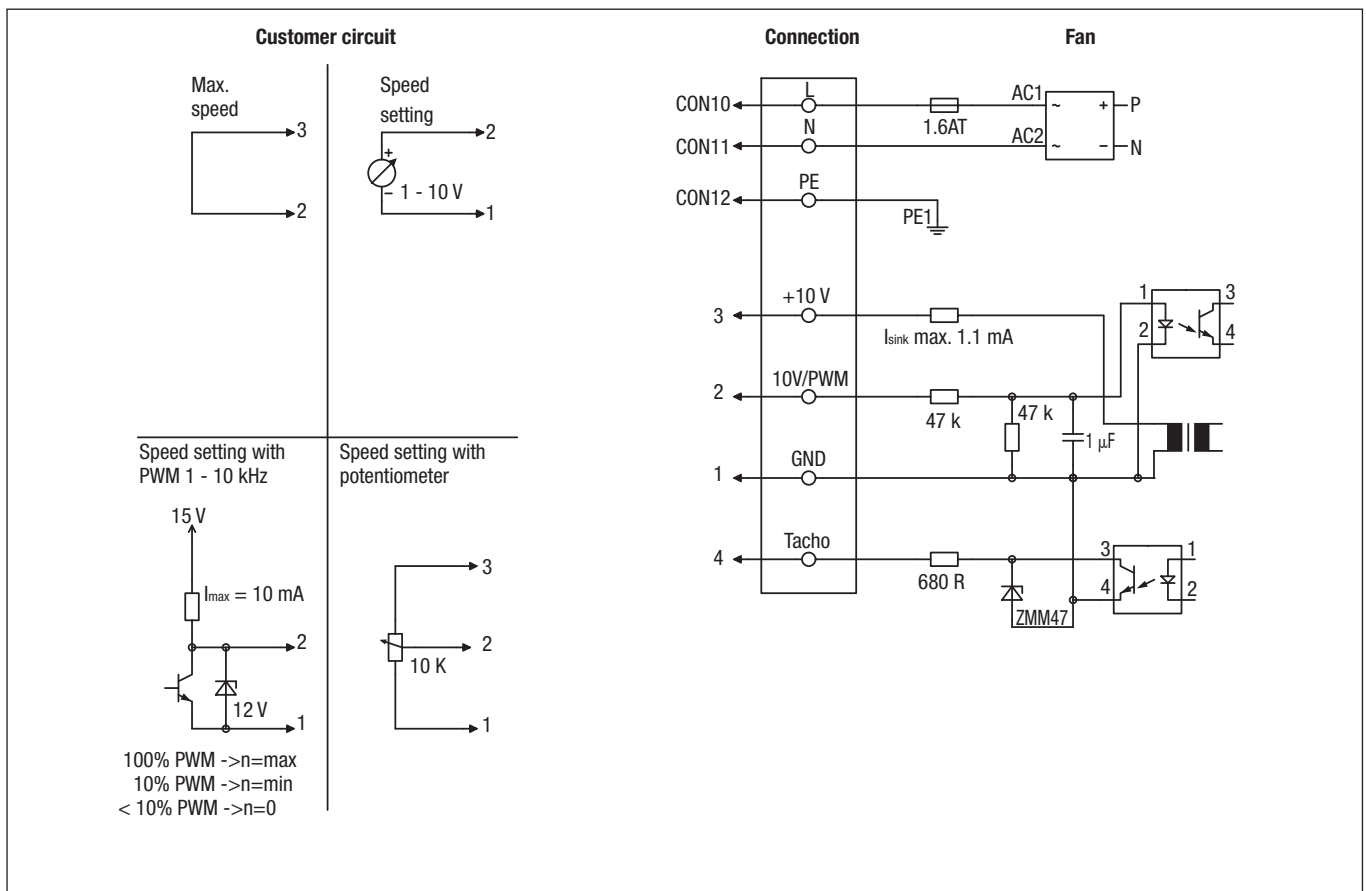 Customer circuit
Max.
speed
3
2
Speed
setting
2
+
– 1 - 10 V
1
Speed setting with
PWM 1 - 10 kHz
15 V
Imax = 10 mA
2
12 V
1
100% PWM ->n=max
10% PWM ->n=min
< 10% PWM ->n=0
Speed setting with
potentiometer
3
2
10 K
1
Connection
Fan
CON10
L
1.6AT
AC1
~
+
P
CON11
N
AC2
~
–
N
CON12
PE
PE1
3
+10 V
Isink max. 1.1 mA
1
2
3
4
2
10V/PWM
47 k
47 k
1 µF
1
GND
4
Tacho
680 R
ZMM47
3
4
1
2